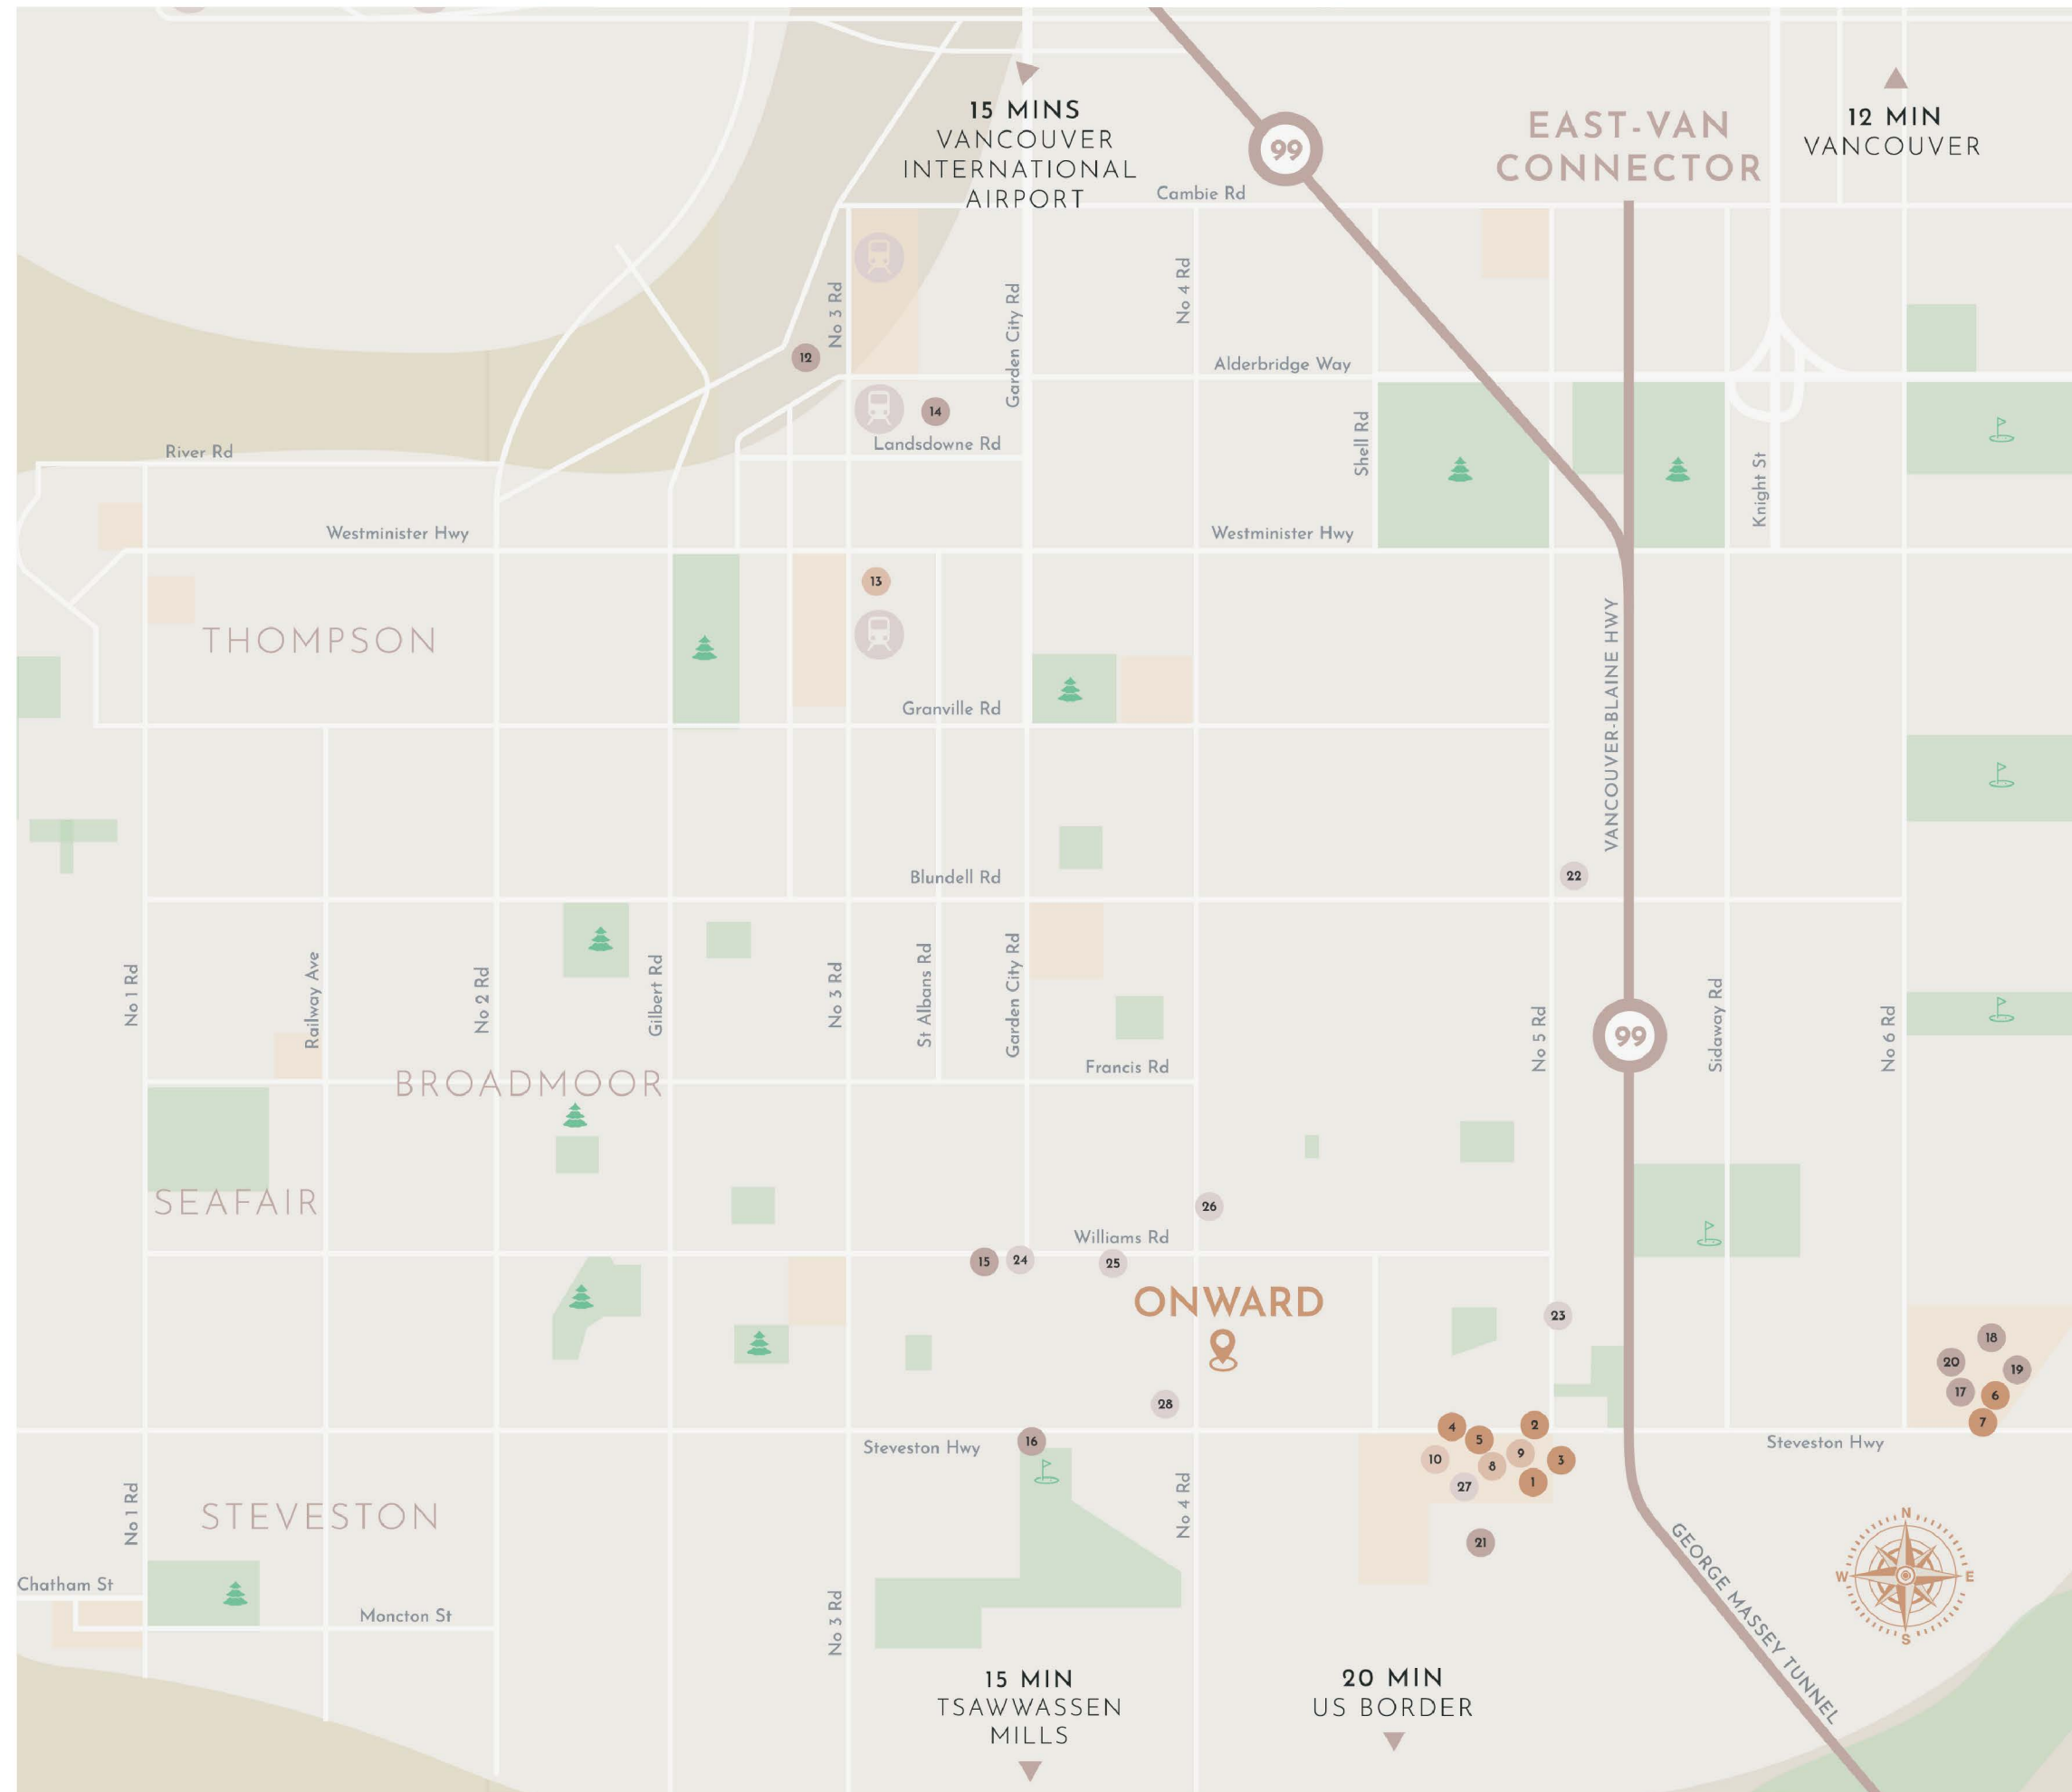 15 MINS
VANCOUVER
INTERNATIONAL
AIRPORT
99
EAST-VAN
CONNECTOR
12 MIN
VANCOUVER
Cambie Rd
No 3 Rd
Garden City Rd
No 4 Rd
12
Alderbridge Way
14
Landsdowne Rd
Shell Rd
Knight St
River Rd
Westminister Hwy
Westminister Hwy
13
THOMPSON
Granville Rd
VANCOUVER-BLAINE HWY
Blundell Rd
22
No 1 Rd
Railway Ave
No 2 Rd
Gilbert Rd
No 3 Rd
St Albans Rd
Garden City Rd
No 5 Rd
99
Sidaway Rd
No 6 Rd
Francis Rd
BROADMOOR
SEAFAIR
26
Williams Rd
15
24
25
ONWARD
23
18
20
19
17
6
7
28
4
2
5
16
Steveston Hwy
Steveston Hwy
10
9
3
8
27
1
No 1 Rd
STEVESTON
No 4 Rd
21
GEORGE MASSEY TUNNEL
N
W
E
S
Chatham St
Moncton St
No 3 Rd
15 MIN
TSAWWASSEN
MILLS
20 MIN
US BORDER